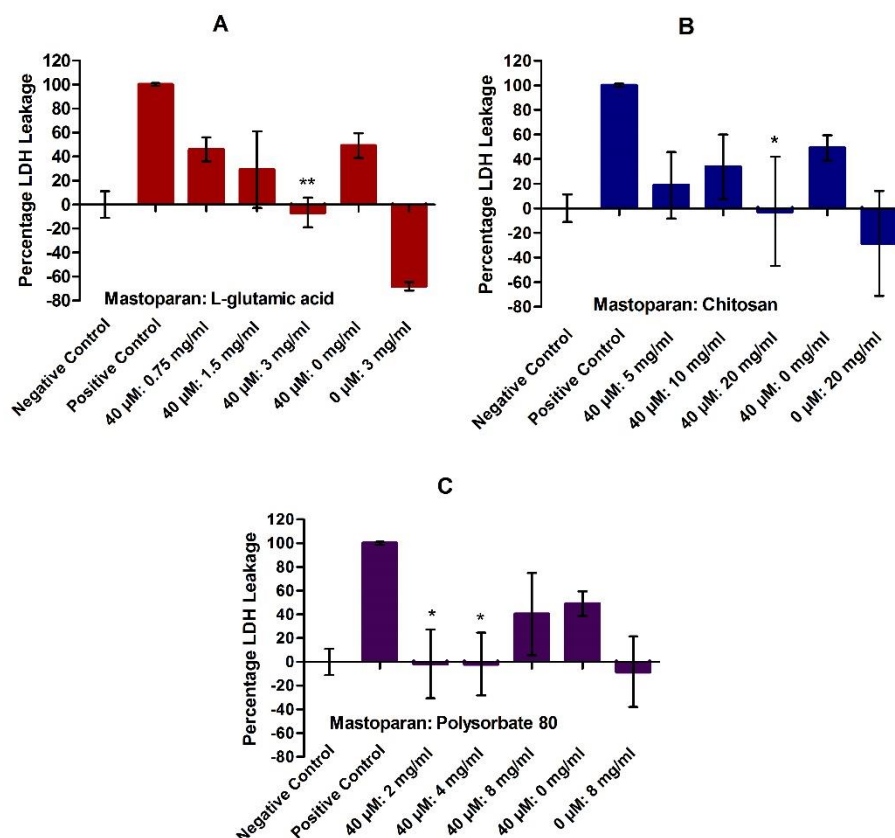 A
Percentage LDH Leakage
120
100
80
60
40
20
0
-20
-40
-60
-80
**
Mastoparan: L-glutamic acid
Negative Control
Positive Control
40 µM: 0.75 mg/ml
40 µM: 1.5 mg/ml
40 µM: 3 mg/ml
40 µM: 0 mg/ml
0 µM: 3 mg/ml
B
Percentage LDH Leakage
120
100
80
60
40
20
0
-20
-40
-60
-80
*
Mastoparan: Chitosan
Negative Control
Positive Control
40 µM: 5 mg/ml
40 µM: 10 mg/ml
40 µM: 20 mg/ml
40 µM: 0 mg/ml
0 µM: 20 mg/ml
C
Percentage LDH Leakage
120
100
80
60
40
20
0
-20
-40
-60
-80
*
*
Mastoparan: Polysorbate 80
Negative Control
Positive Control
40 µM: 2 mg/ml
40 µM: 4 mg/ml
40 µM: 8 mg/ml
40 µM: 0 mg/ml
0 µM: 8 mg/ml